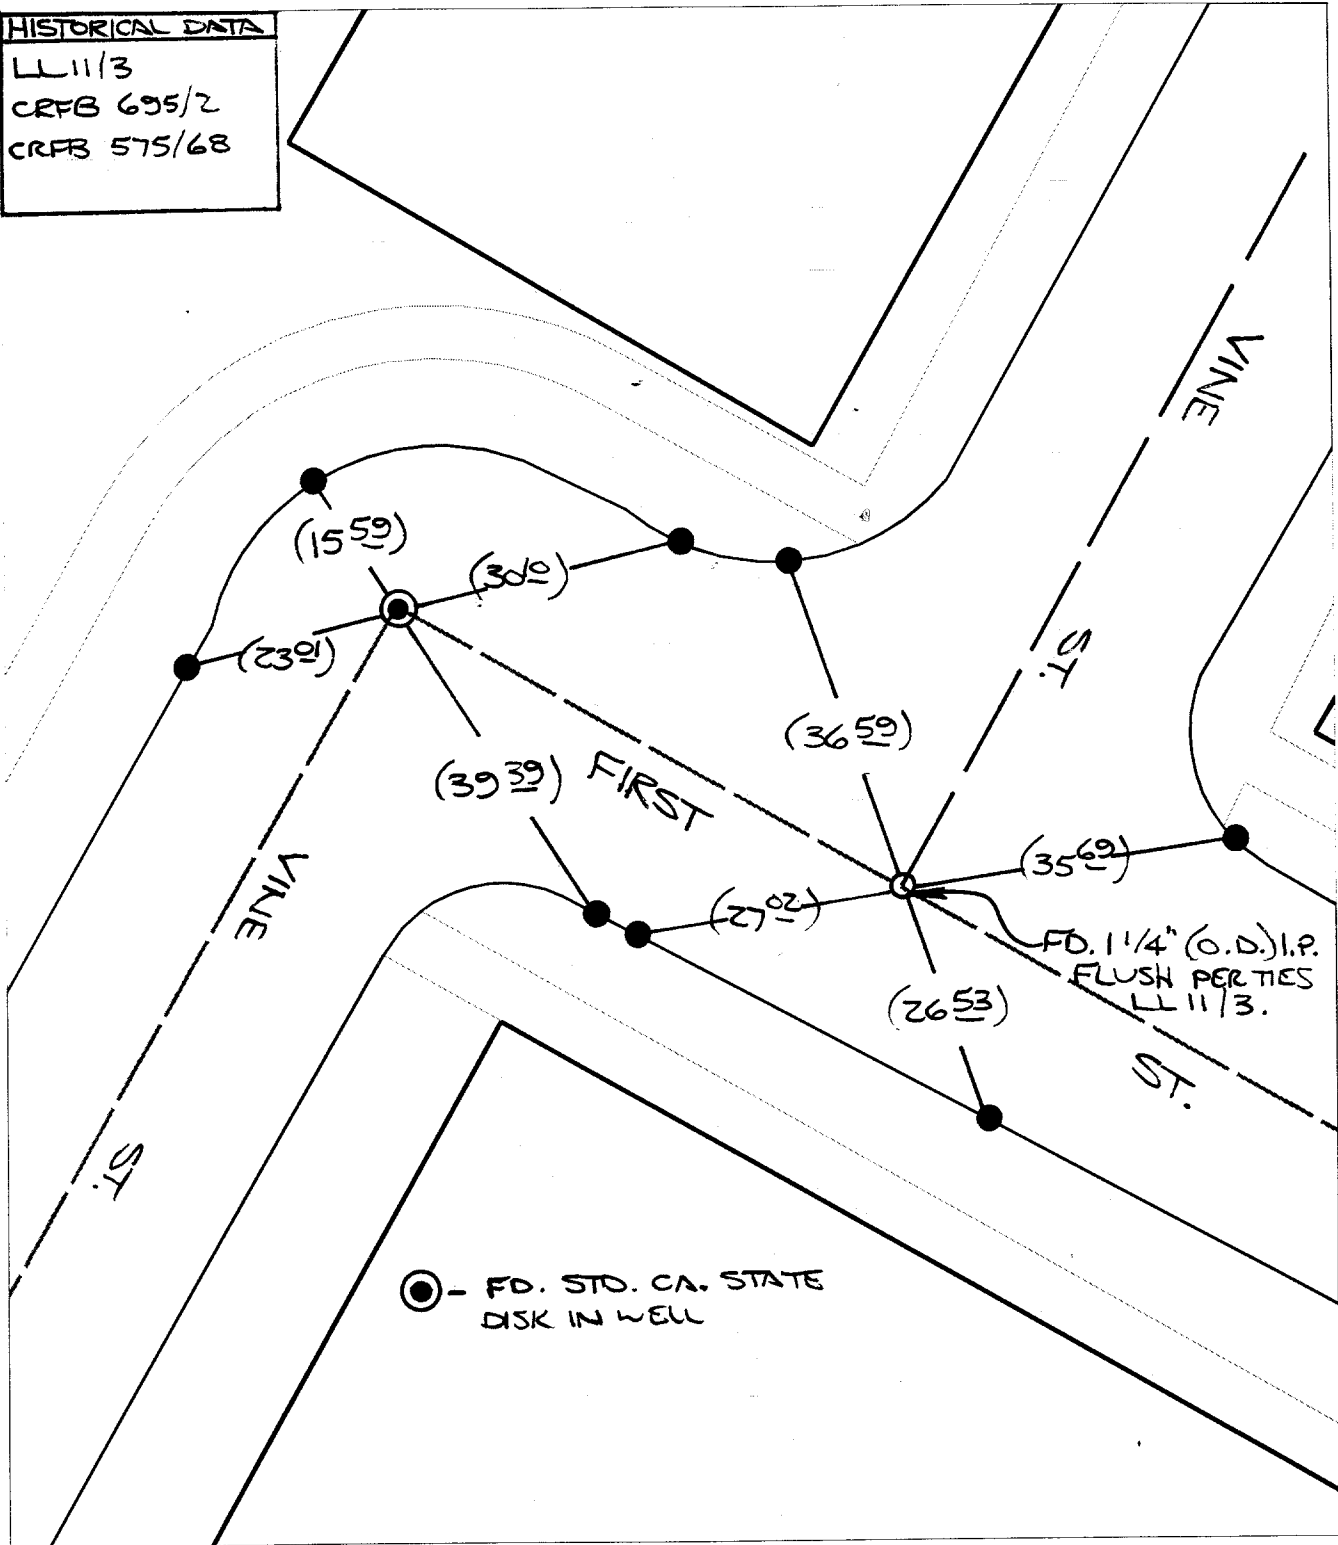 HISTORICAL DATA
LL 11/3
CRFB 695/2
CRFB 575/68
VINE
ST.
(15 59)
(30 10)
(23 01)
(36 59)
(39 39)
FIRST
ST.
(35 69)
(27 02)
VINE
ST.
FD. 1 1/4" (O.D.) I.P.
FLUSH PER TIES
LL 11/3.
(26 53)
- FD. STD. CA. STATE
DISK IN WELL